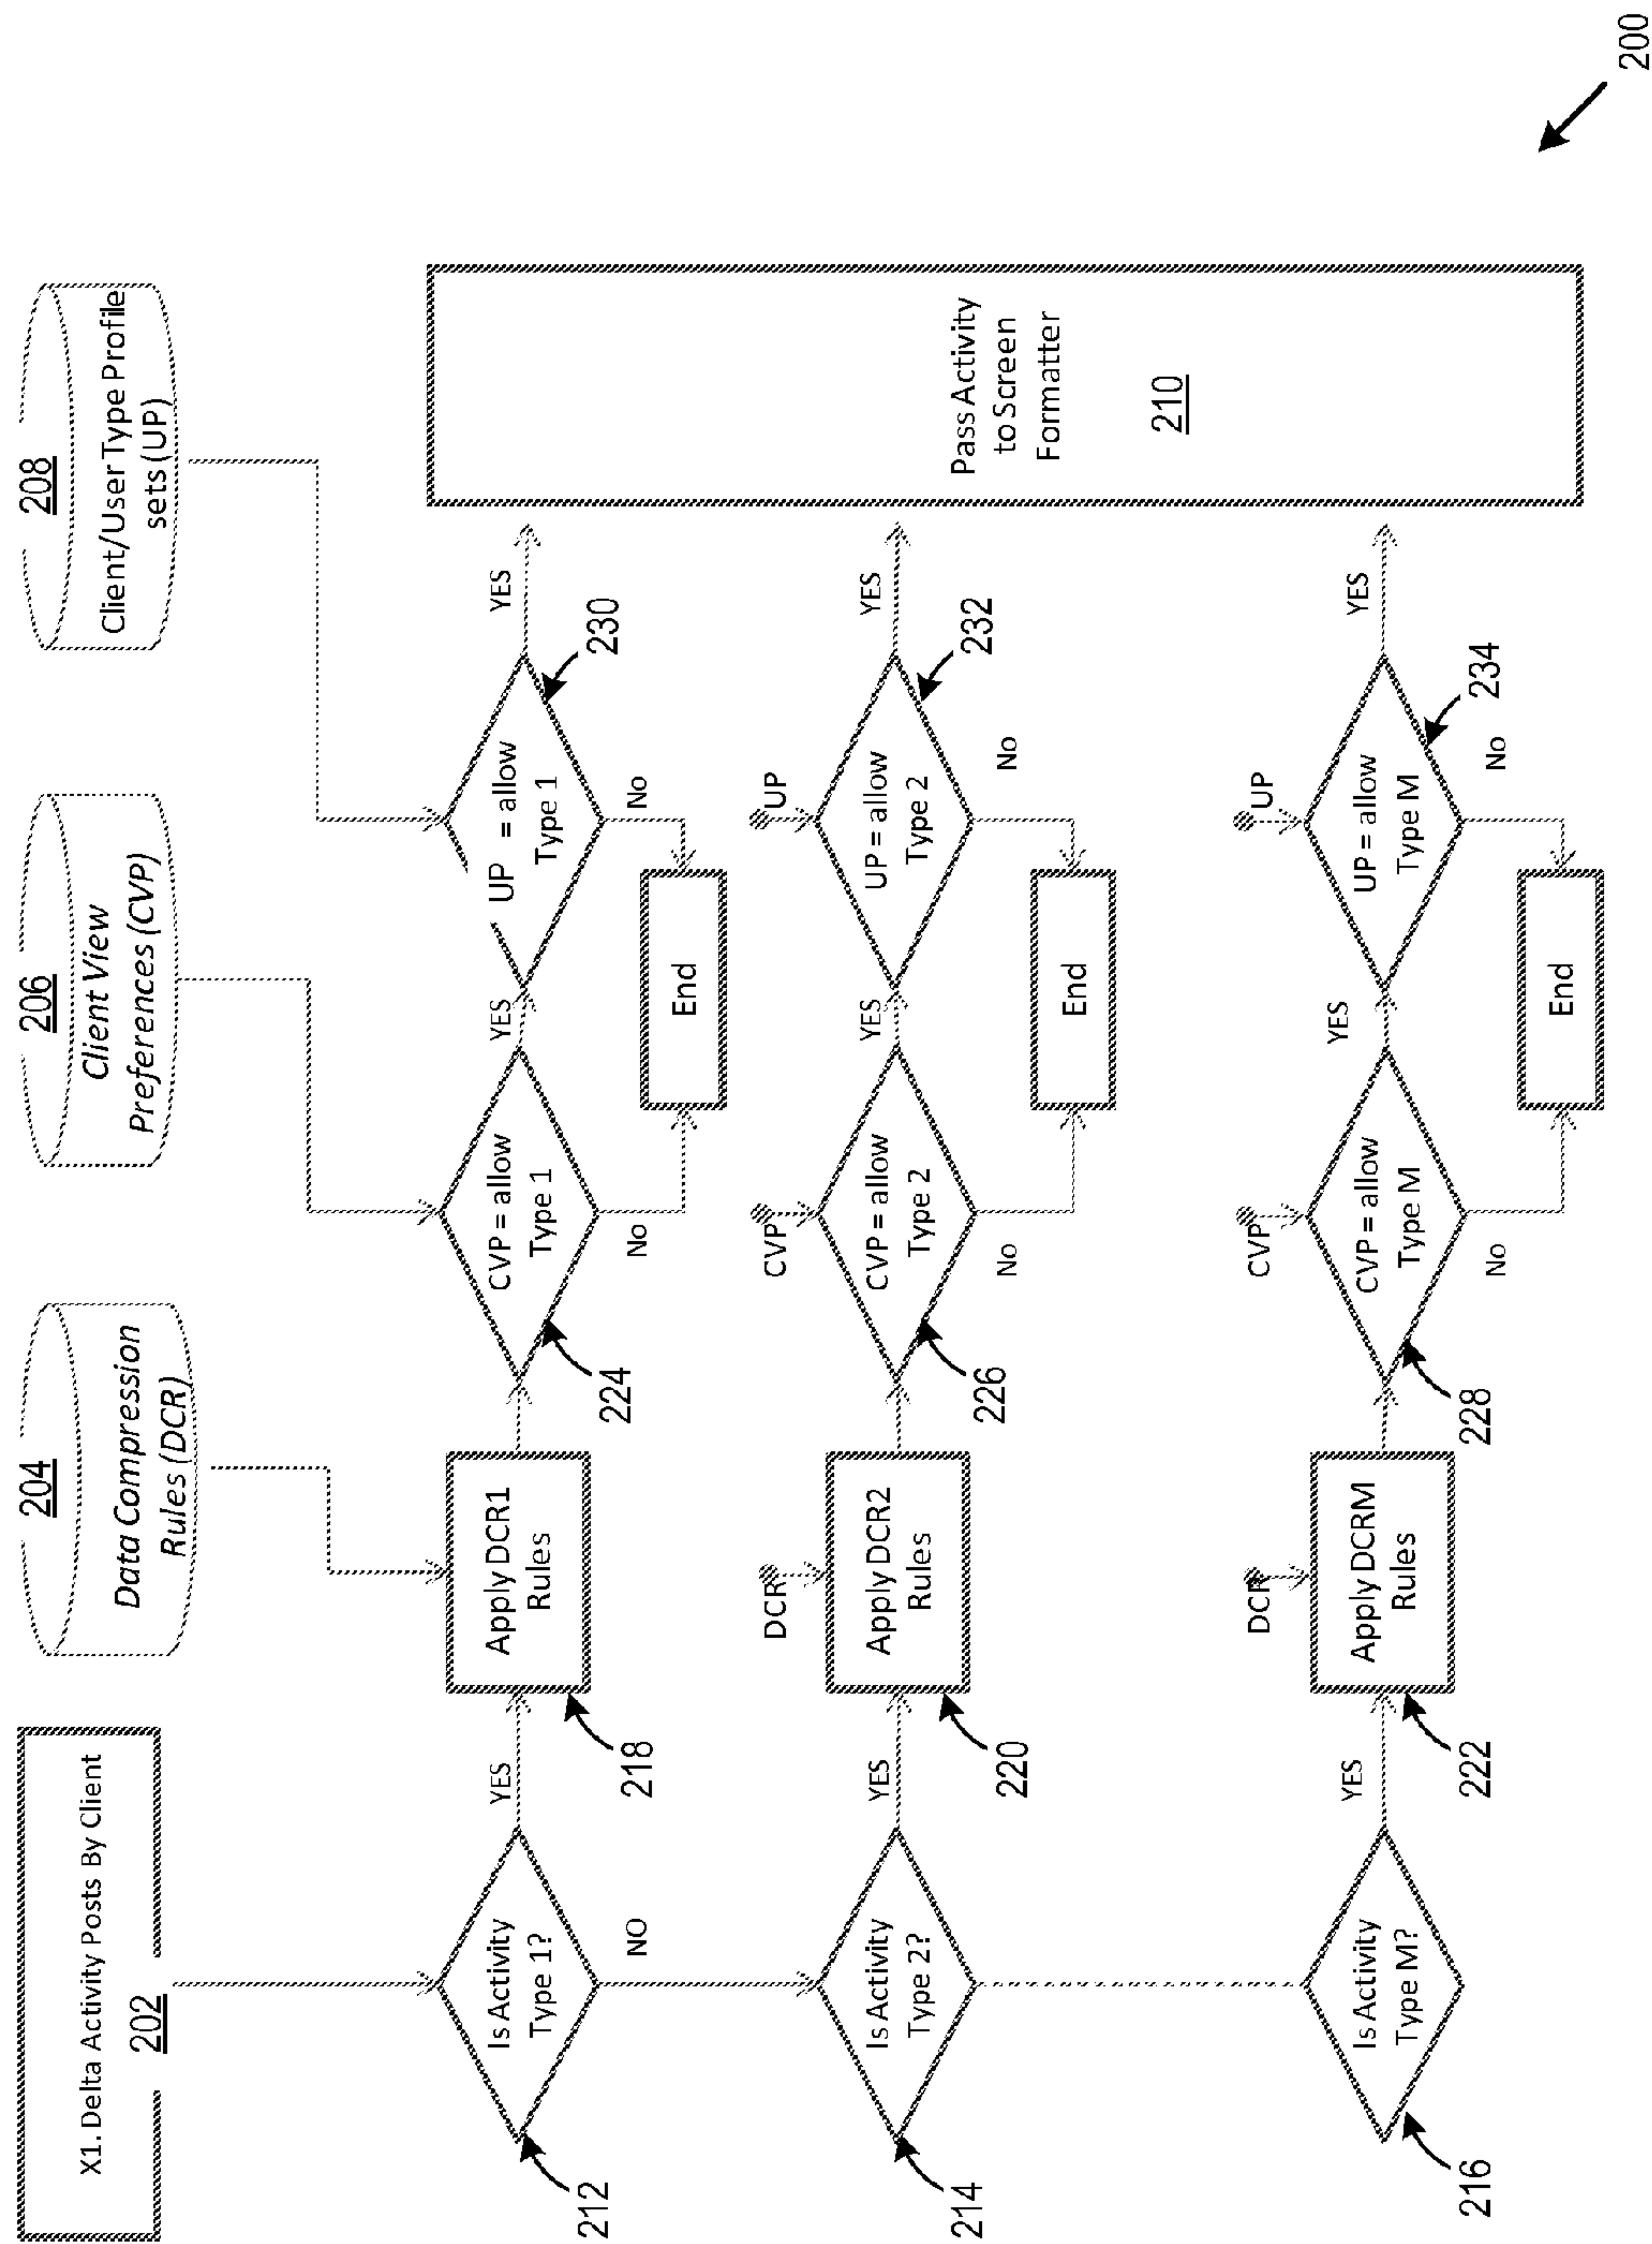 X1. Delta Activity Posts By Client
202
204
Data Compression
Rules (DCR)
206
Client View
Preferences (CVP)
208
Client/User Type Profile
sets (UP)
Is Activity
Type 1?
212
YES
NO
Apply DCR1
Rules
218
CVP = allow
Type 1
224
YES
No
UP = allow
Type 1
230
YES
No
End
Is Activity
Type 2?
214
YES
DCR
Apply DCR2
Rules
220
CVP
CVP = allow
Type 2
226
YES
No
UP
UP = allow
Type 2
232
YES
No
End
Is Activity
Type M?
216
YES
DCR
Apply DCRM
Rules
222
CVP
CVP = allow
Type M
228
YES
No
UP
UP = allow
Type M
234
YES
No
End
Pass Activity
to Screen
Formatter
210
200